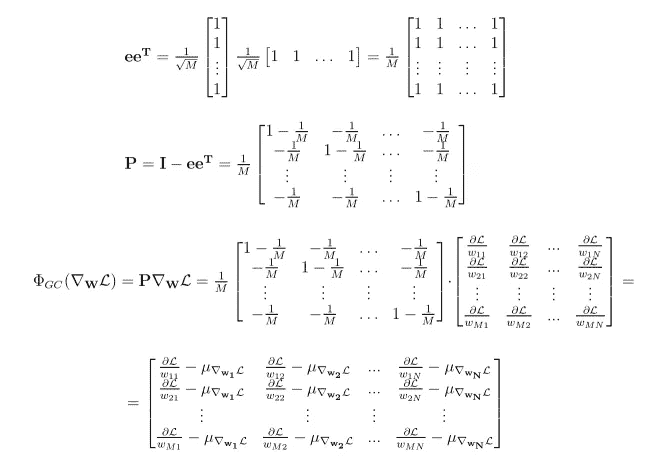 $\mathbf{ee^T} = \frac{1}{\sqrt{M}} \begin{bmatrix} 1 \\ 1 \\ \vdots \\ 1 \end{bmatrix} \frac{1}{\sqrt{M}} \begin{bmatrix} 1 & 1 & \dots & 1 \end{bmatrix} = \frac{1}{M} \begin{bmatrix} 1 & 1 & \dots & 1 \\ 1 & 1 & \dots & 1 \\ \vdots & \vdots & \vdots & \vdots \\ 1 & 1 & \dots & 1 \end{bmatrix}$
$\mathbf{P} = \mathbf{I} - \mathbf{ee^T} = \frac{1}{M} \begin{bmatrix} 1 - \frac{1}{M} & -\frac{1}{M} & \dots & -\frac{1}{M} \\ -\frac{1}{M} & 1 - \frac{1}{M} & \dots & -\frac{1}{M} \\ \vdots & \vdots & \vdots & \vdots \\ -\frac{1}{M} & -\frac{1}{M} & \dots & 1 - \frac{1}{M} \end{bmatrix}$
$\Phi_{GC}(\nabla_{\mathbf{W}} \mathcal{L}) = \mathbf{P} \nabla_{\mathbf{W}} \mathcal{L} = \frac{1}{M} \begin{bmatrix} 1 - \frac{1}{M} & -\frac{1}{M} & \dots & -\frac{1}{M} \\ -\frac{1}{M} & 1 - \frac{1}{M} & \dots & -\frac{1}{M} \\ \vdots & \vdots & \vdots & \vdots \\ -\frac{1}{M} & -\frac{1}{M} & \dots & 1 - \frac{1}{M} \end{bmatrix} \cdot \begin{bmatrix} \frac{\partial \mathcal{L}}{w_{11}} & \frac{\partial \mathcal{L}}{w_{12}} & \dots & \frac{\partial \mathcal{L}}{w_{1N}} \\ \frac{\partial \mathcal{L}}{w_{21}} & \frac{\partial \mathcal{L}}{w_{22}} & \dots & \frac{\partial \mathcal{L}}{w_{2N}} \\ \vdots & \vdots & \vdots & \vdots \\ \frac{\partial \mathcal{L}}{w_{M1}} & \frac{\partial \mathcal{L}}{w_{M2}} & \dots & \frac{\partial \mathcal{L}}{w_{MN}} \end{bmatrix} =$
$= \begin{bmatrix} \frac{\partial \mathcal{L}}{w_{11}} - \mu_{\nabla_{\mathbf{w_1}} \mathcal{L}} & \frac{\partial \mathcal{L}}{w_{12}} - \mu_{\nabla_{\mathbf{w_2}} \mathcal{L}} & \dots & \frac{\partial \mathcal{L}}{w_{1N}} - \mu_{\nabla_{\mathbf{w_N}} \mathcal{L}} \\ \frac{\partial \mathcal{L}}{w_{21}} - \mu_{\nabla_{\mathbf{w_1}} \mathcal{L}} & \frac{\partial \mathcal{L}}{w_{22}} - \mu_{\nabla_{\mathbf{w_2}} \mathcal{L}} & \dots & \frac{\partial \mathcal{L}}{w_{2N}} - \mu_{\nabla_{\mathbf{w_N}} \mathcal{L}} \\ \vdots & \vdots & \vdots & \vdots \\ \frac{\partial \mathcal{L}}{w_{M1}} - \mu_{\nabla_{\mathbf{w_1}} \mathcal{L}} & \frac{\partial \mathcal{L}}{w_{M2}} - \mu_{\nabla_{\mathbf{w_2}} \mathcal{L}} & \dots & \frac{\partial \mathcal{L}}{w_{MN}} - \mu_{\nabla_{\mathbf{w_N}} \mathcal{L}} \end{bmatrix}$